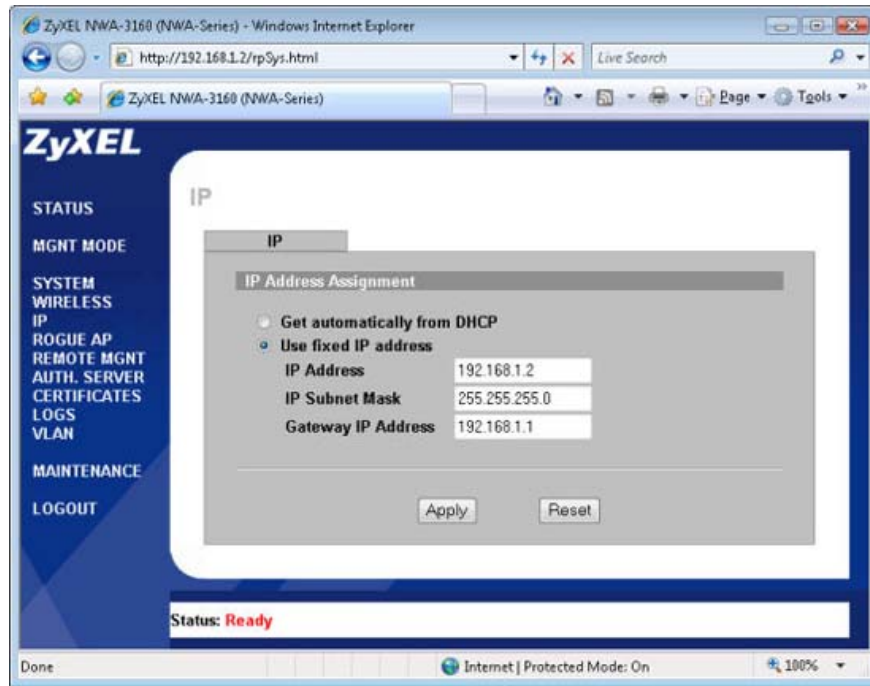 ZyXEL NWA-3160 (NWA-Series) - Windows Internet Explorer
http://192.168.1.2/rpSys.html
Live Search
ZyXEL NWA-3160 (NWA-Series)
Page
Tools
ZyXEL
STATUS
MGNT MODE
SYSTEM
WIRELESS
IP
ROGUE AP
REMOTE MGNT
AUTH. SERVER
CERTIFICATES
LOGS
VLAN
MAINTENANCE
LOGOUT
IP
IP
IP Address Assignment
Get automatically from DHCP
Use fixed IP address
IP Address 192.168.1.2
IP Subnet Mask 255.255.255.0
Gateway IP Address 192.168.1.1
Apply Reset
Status: Ready
Done Internet | Protected Mode: On 100%